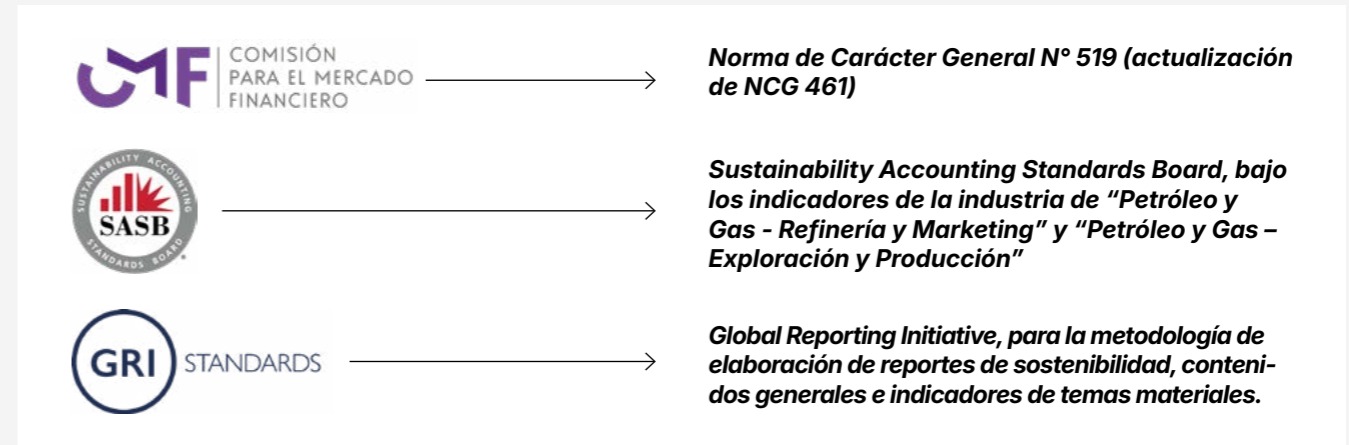 CMF
COMISIÓN
PARA EL MERCADO
FINANCIERO
Norma de Carácter General N° 519 (actualización
de NCG 461)
SUSTAINABILITY ACCOUNTING
SASB
STANDARDS BOARD
Sustainability Accounting Standards Board, bajo
los indicadores de la industria de “Petróleo y
Gas - Refinería y Marketing” y “Petróleo y Gas –
Exploración y Producción”
GRI STANDARDS
Global Reporting Initiative, para la metodología de
elaboración de reportes de sostenibilidad, conteni-
dos generales e indicadores de temas materiales.